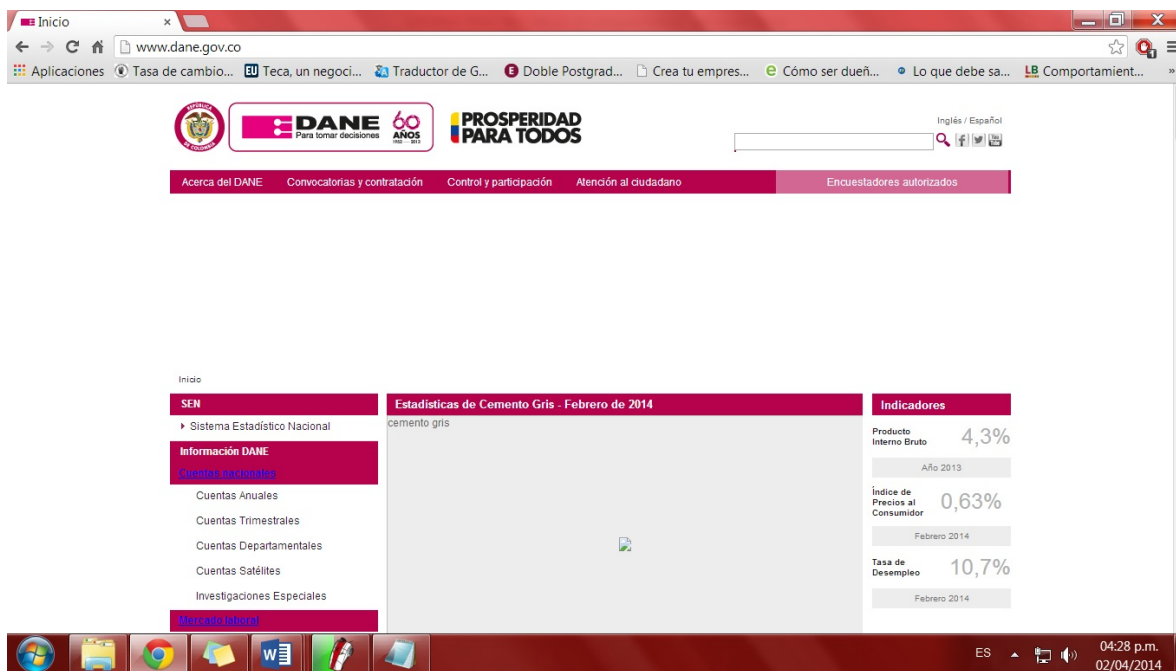 Inicio
www.dane.gov.co
Aplicaciones Tasa de cambio... EU Teca, un negoci... Traductor de G... Doble Postgrad... Crea tu empres... Cómo ser dueñ... Lo que debe sa... LB Comportamient... »
REPÚBLICA
DE COLOMBIA
DANE
Para tomar decisiones
60
AÑOS
PROSPERIDAD
PARA TODOS
Inglés / Español
Acerca del DANE Convocatorias y contratación Control y participación Atención al ciudadano Encuestadores autorizados
Inicio
SEN
Sistema Estadístico Nacional
Información DANE
Cuentas nacionales
Cuentas Anuales
Cuentas Trimestrales
Cuentas Departamentales
Cuentas Satélites
Investigaciones Especiales
Mercado laboral
Estadísticas de Cemento Gris - Febrero de 2014
cemento gris
Indicadores
Producto
Interno Bruto
4,3%
Año 2013
Índice de
Precios al
Consumidor
0,63%
Febrero 2014
Tasa de
Desempleo
10,7%
Febrero 2014
ES
04:28 p.m.
02/04/2014